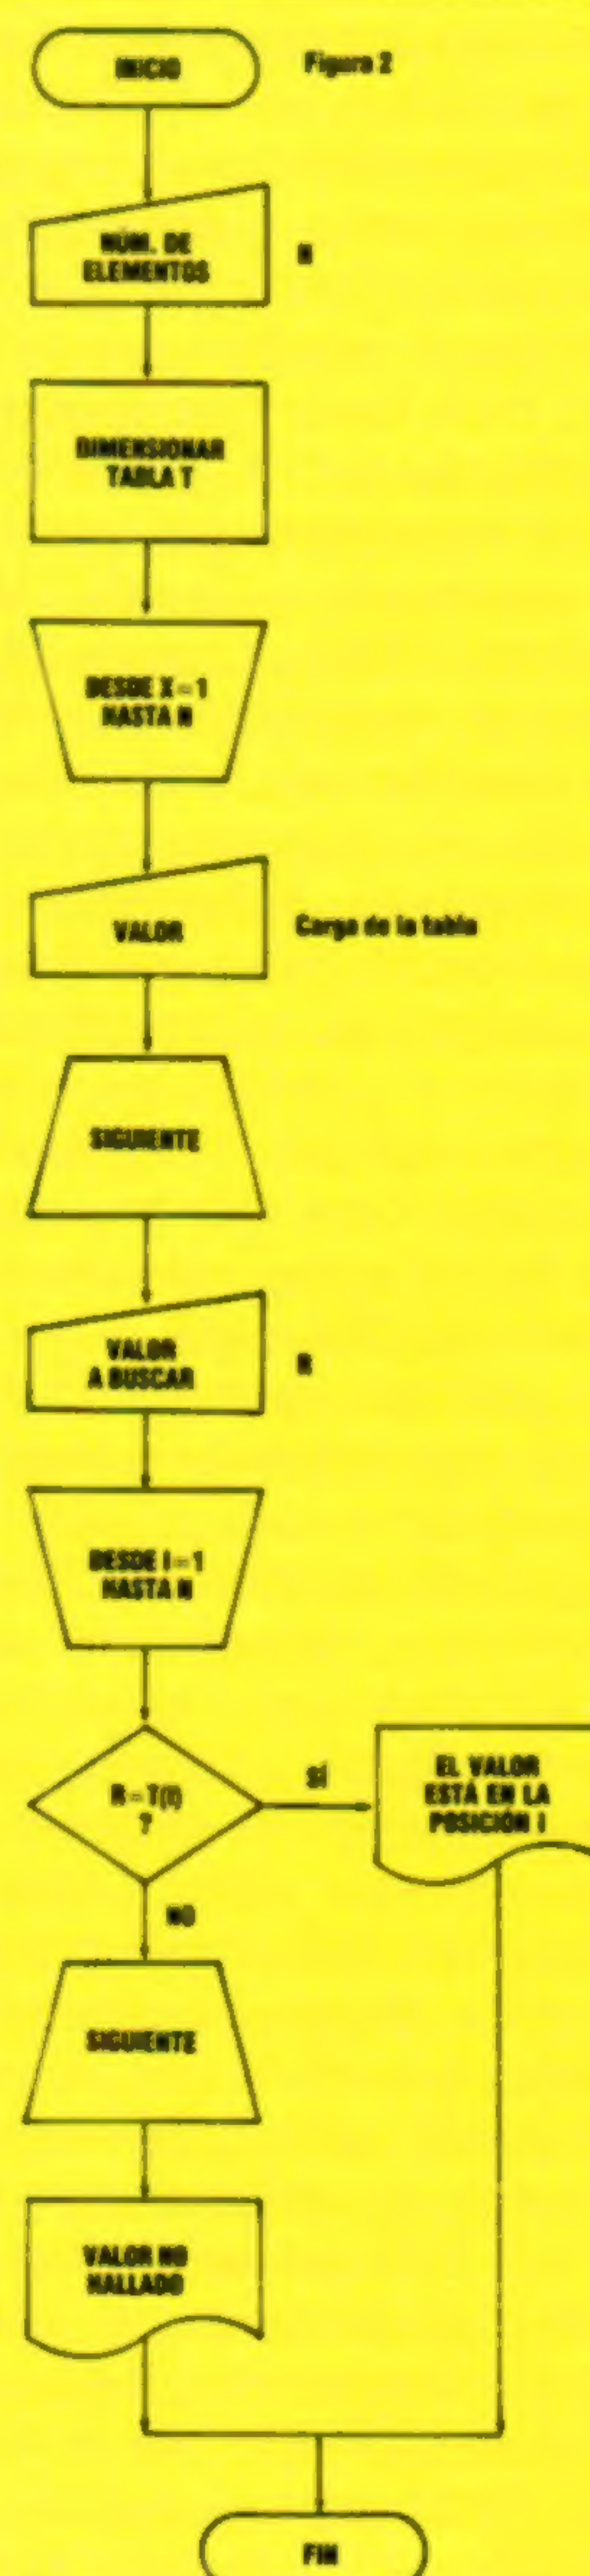 INICIO
Figura 2
NÚM. DE
ELEMENTOS
N
DIMENSIONAR
TABLA T
DESDE X=1
HASTA N
VALOR
Carga de la tabla
SIGUIENTE
VALOR
A BUSCAR
DESDE I=1
HASTA N
=T(I)
?
SÍ
EL VALOR
ESTÁ EN LA
POSICIÓN I
NO
SIGUIENTE
VALOR NO
HALLADO
FIN